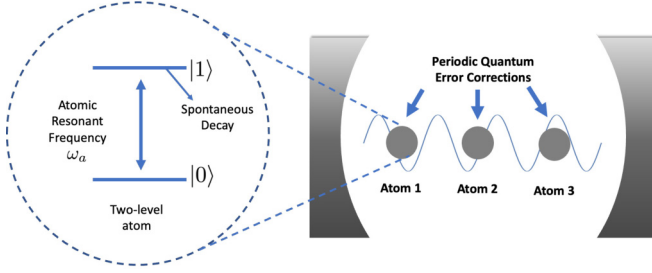 |1⟩
Atomic
Resonant
Frequency
ω_a
Spontaneous
Decay
|0⟩
Two-level
atom
Periodic Quantum
Error Corrections
Atom 1 Atom 2 Atom 3